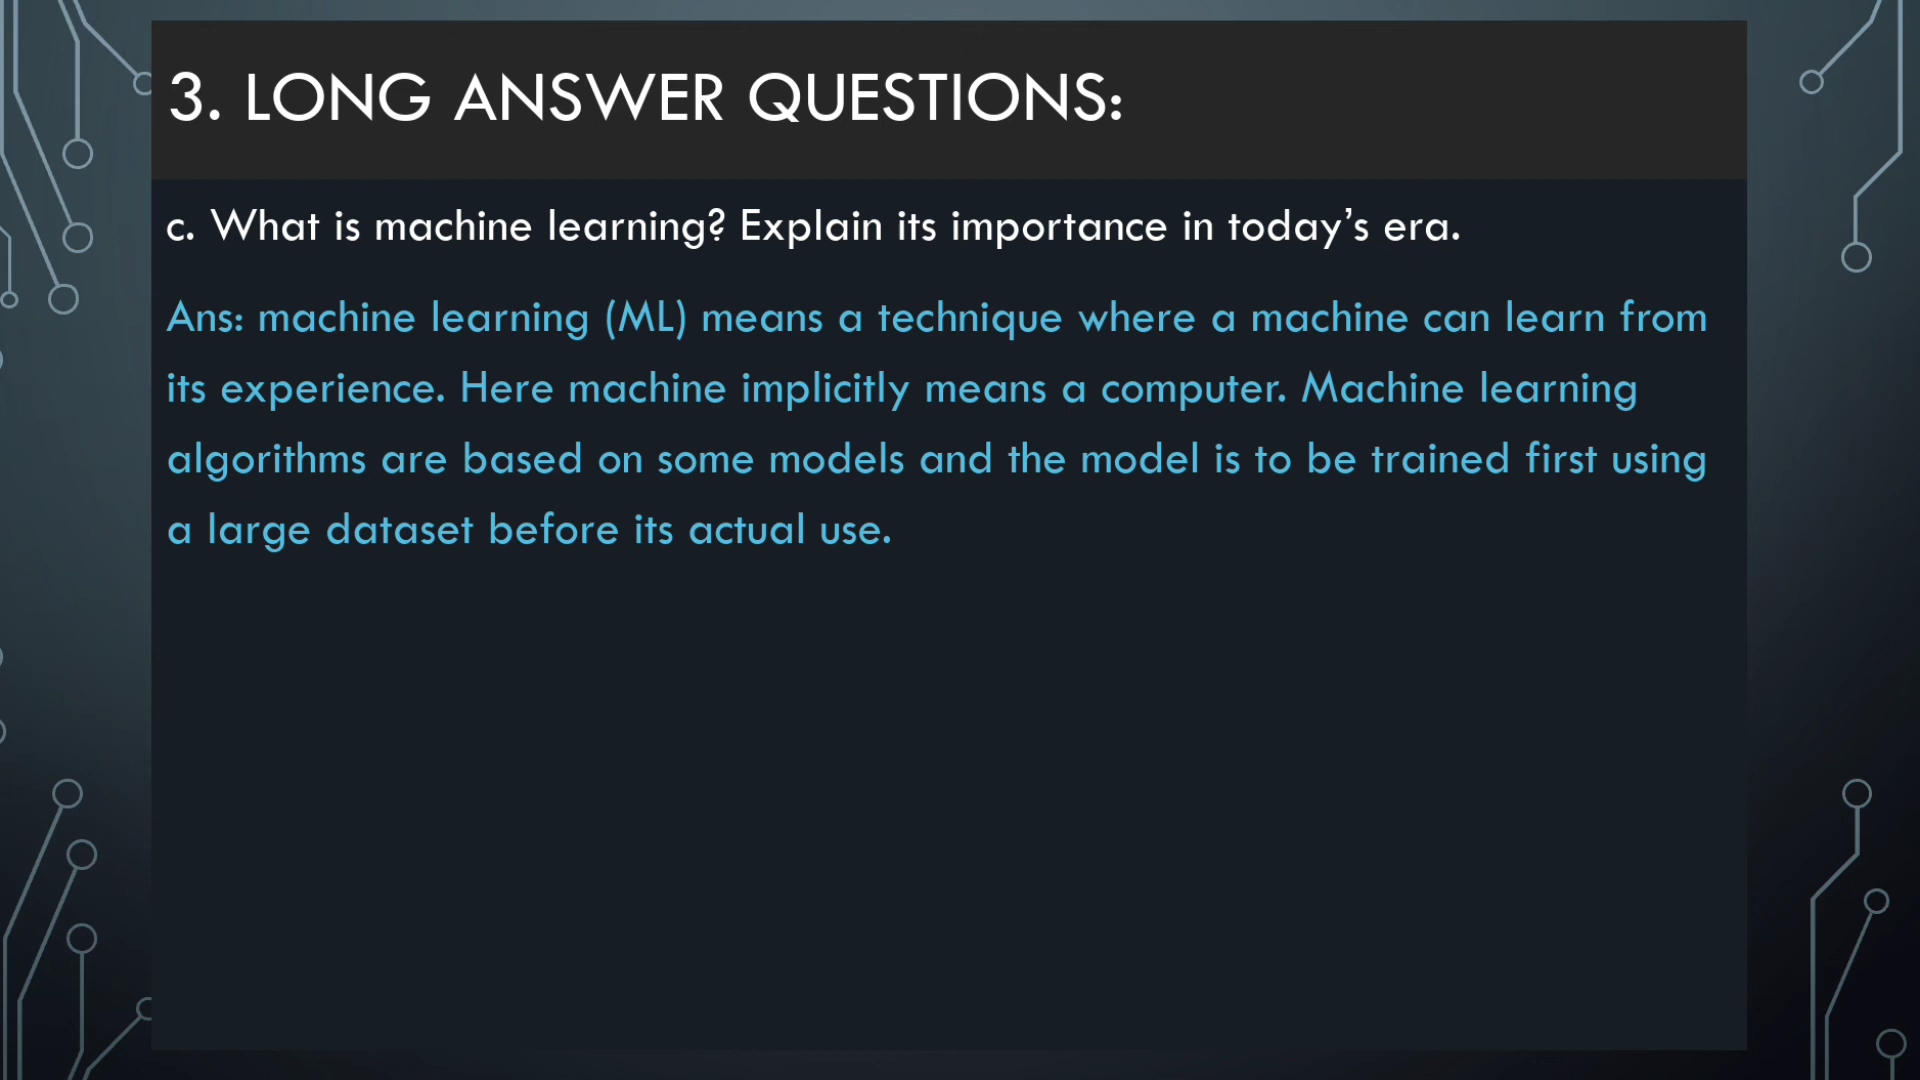 3. LONG ANSWER QUESTIONS:
c. What is machine learning? Explain its importance in today’s era.
Ans: machine learning (ML) means a technique where a machine can learn from
its experience. Here machine implicitly means a computer. Machine learning
algorithms are based on some models and the model is to be trained first using
a large dataset before its actual use.